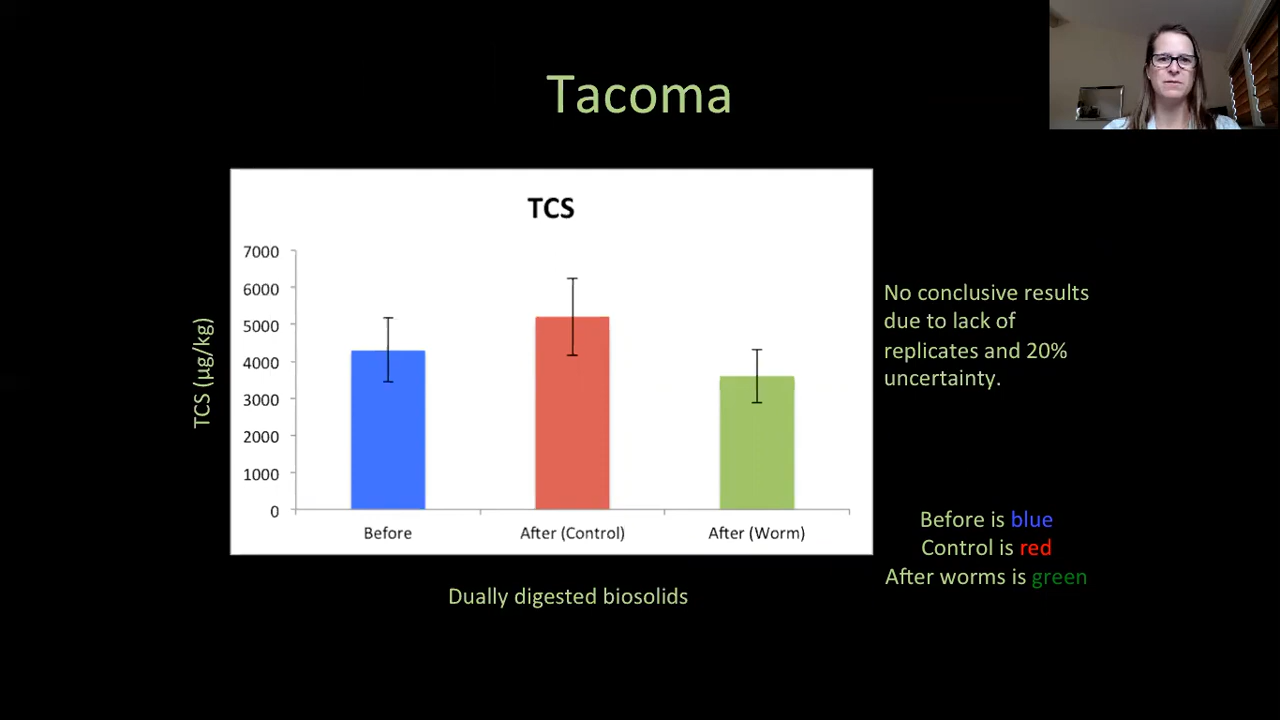 Tacoma
TCS
7000
6000
5000
4000
3000
2000
1000
0
TCS (µg/kg)
Before
After (Control)
After (Worm)
Dually digested biosolids
No conclusive results
due to lack of
replicates and 20%
uncertainty.
Before is blue
Control is red
After worms is green